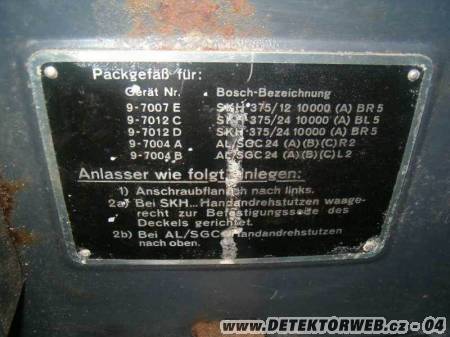 Packgefäß für:
Gerät Nr. Bosch-Bezeichnung
9-7007 E SKH 375/12 10000 (A) BR 5
9-7012 C SKH 375/24 10000 (A) BL 5
9-7012 D SKH 375/24 10000 (A) BR 5
9-7004 A AL/SGC 24 (A)(B)(C) R 2
9-7004 B AL/SGC 24 (A)(B)(C) L 2
Anlasser wie folgt einlegen:
1) Anschraubflansch nach links.
2a) Bei SKH... Handandrehstutzen waage-
recht zur Befestigungsseite des
Deckels gerichtet.
2b) Bei AL/SGC.. Handandrehstutzen
nach oben.
www.DETEKTORWEB.cz - 04